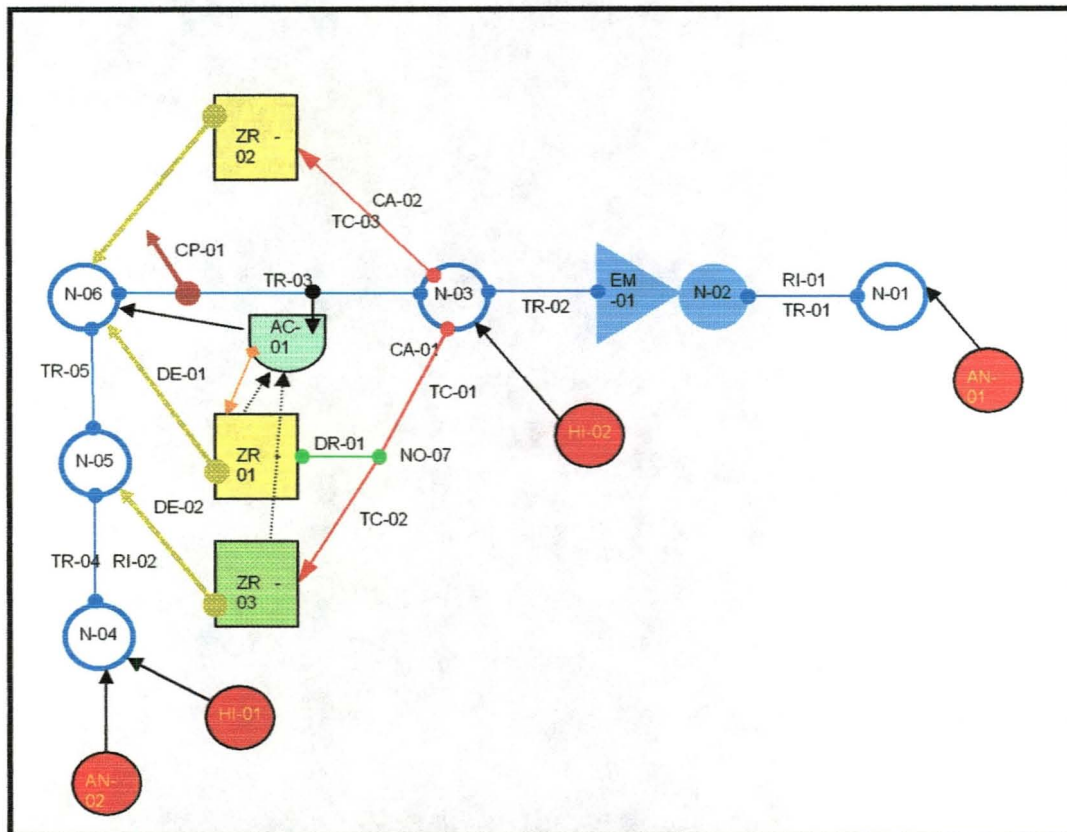 ZR -
02
CA-02
TC-03
CP-01
N-06
TR-03
N-03
TR-02
EM
-01
N-02
RI-01
TR-01
N-01
AC-
01
CA-01
TR-05
DE-01
TC-01
AN-
01
HI-02
N-05
ZR -
01
DR-01
NO-07
DE-02
TC-02
TR-04
RI-02
ZR -
03
N-04
HI-01
AN-
02